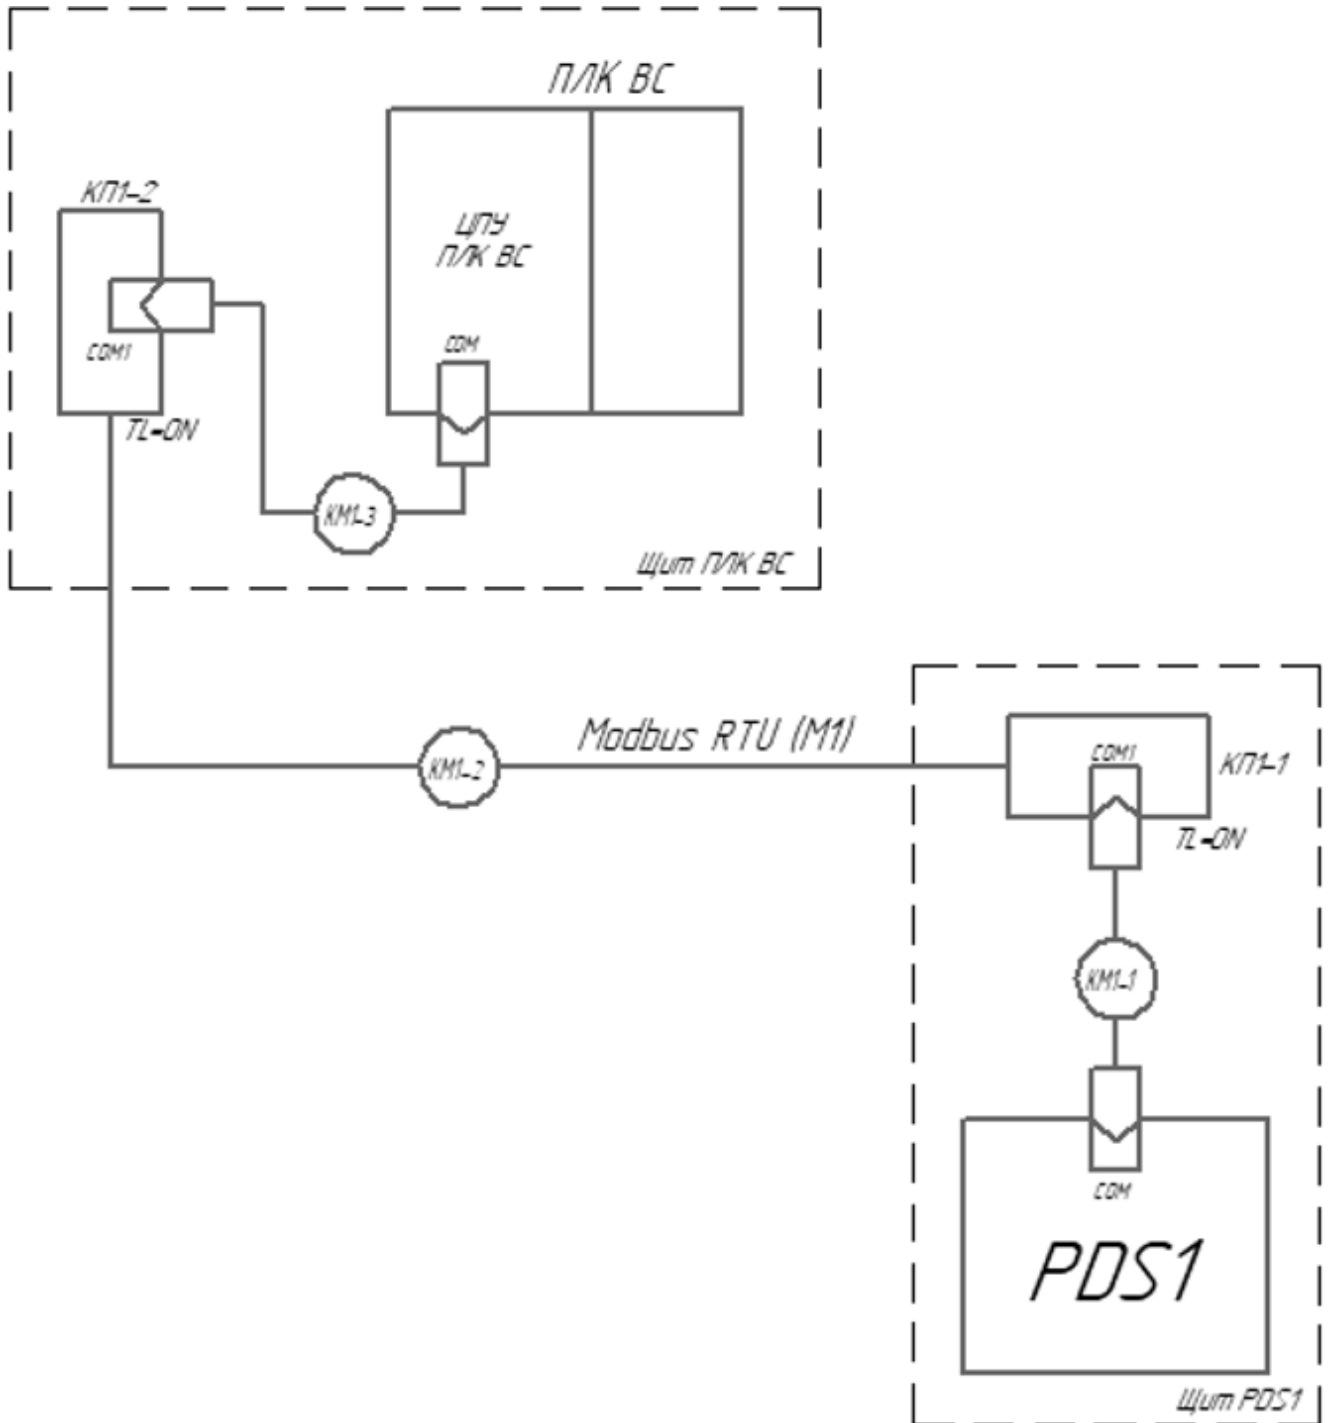 ПЛК ВС
КП1-2
ЦПУ
ПЛК ВС
COM
COM1
TL-ON
КМ1-3
Щит ПЛК ВС
Modbus RTU (M1)
КМ1-2
COM1
КП1-1
TL-ON
КМ1-1
COM
PDS1
Щит PDS1